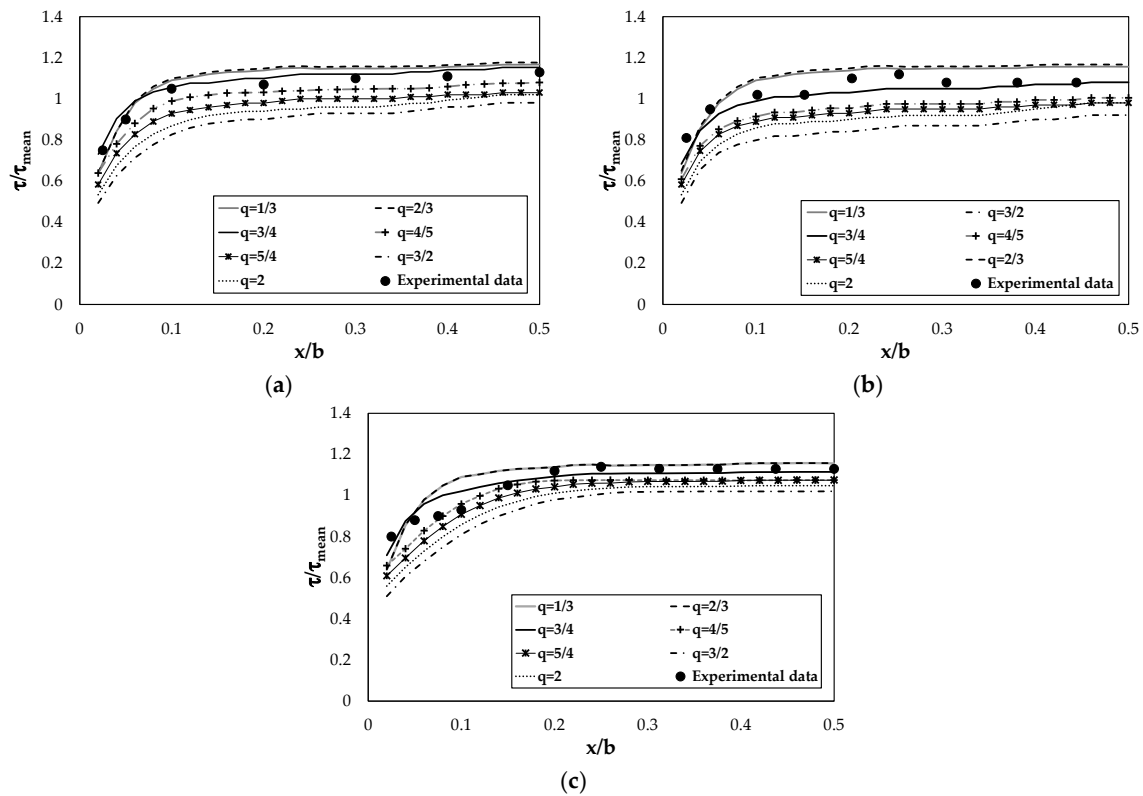 1.4
1.2
1
0.8
0.6
0.4
0.2
0
τ/τmean
q=1/3 q=2/3
q=3/4 q=4/5
q=5/4 q=3/2
q=2 Experimental data
0 0.1 0.2 0.3 0.4 0.5
x/b
(a)
1.4
1.2
1
0.8
0.6
0.4
0.2
0
τ/τmean
q=1/3 q=3/2
q=3/4 q=4/5
q=5/4 q=2/3
q=2 Experimental data
0 0.1 0.2 0.3 0.4 0.5
x/b
(b)
1.4
1.2
1
0.8
0.6
0.4
0.2
0
τ/τmean
q=1/3 q=2/3
q=3/4 q=4/5
q=5/4 q=3/2
q=2 Experimental data
0 0.1 0.2 0.3 0.4 0.5
x/b
(c)